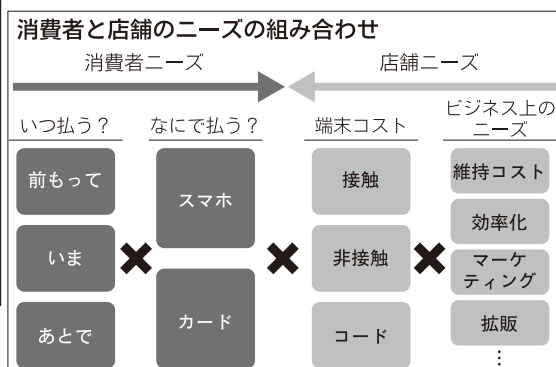 消費者と店舗のニーズの組み合わせ
消費者ニーズ
店舗ニーズ
いつ払う？
なにで払う？
端末コスト
ビジネス上の
ニーズ
前もって
いま
あとで
スマホ
カード
接触
非接触
コード
維持コスト
効率化
マーケ
ティング
拡販
⋮